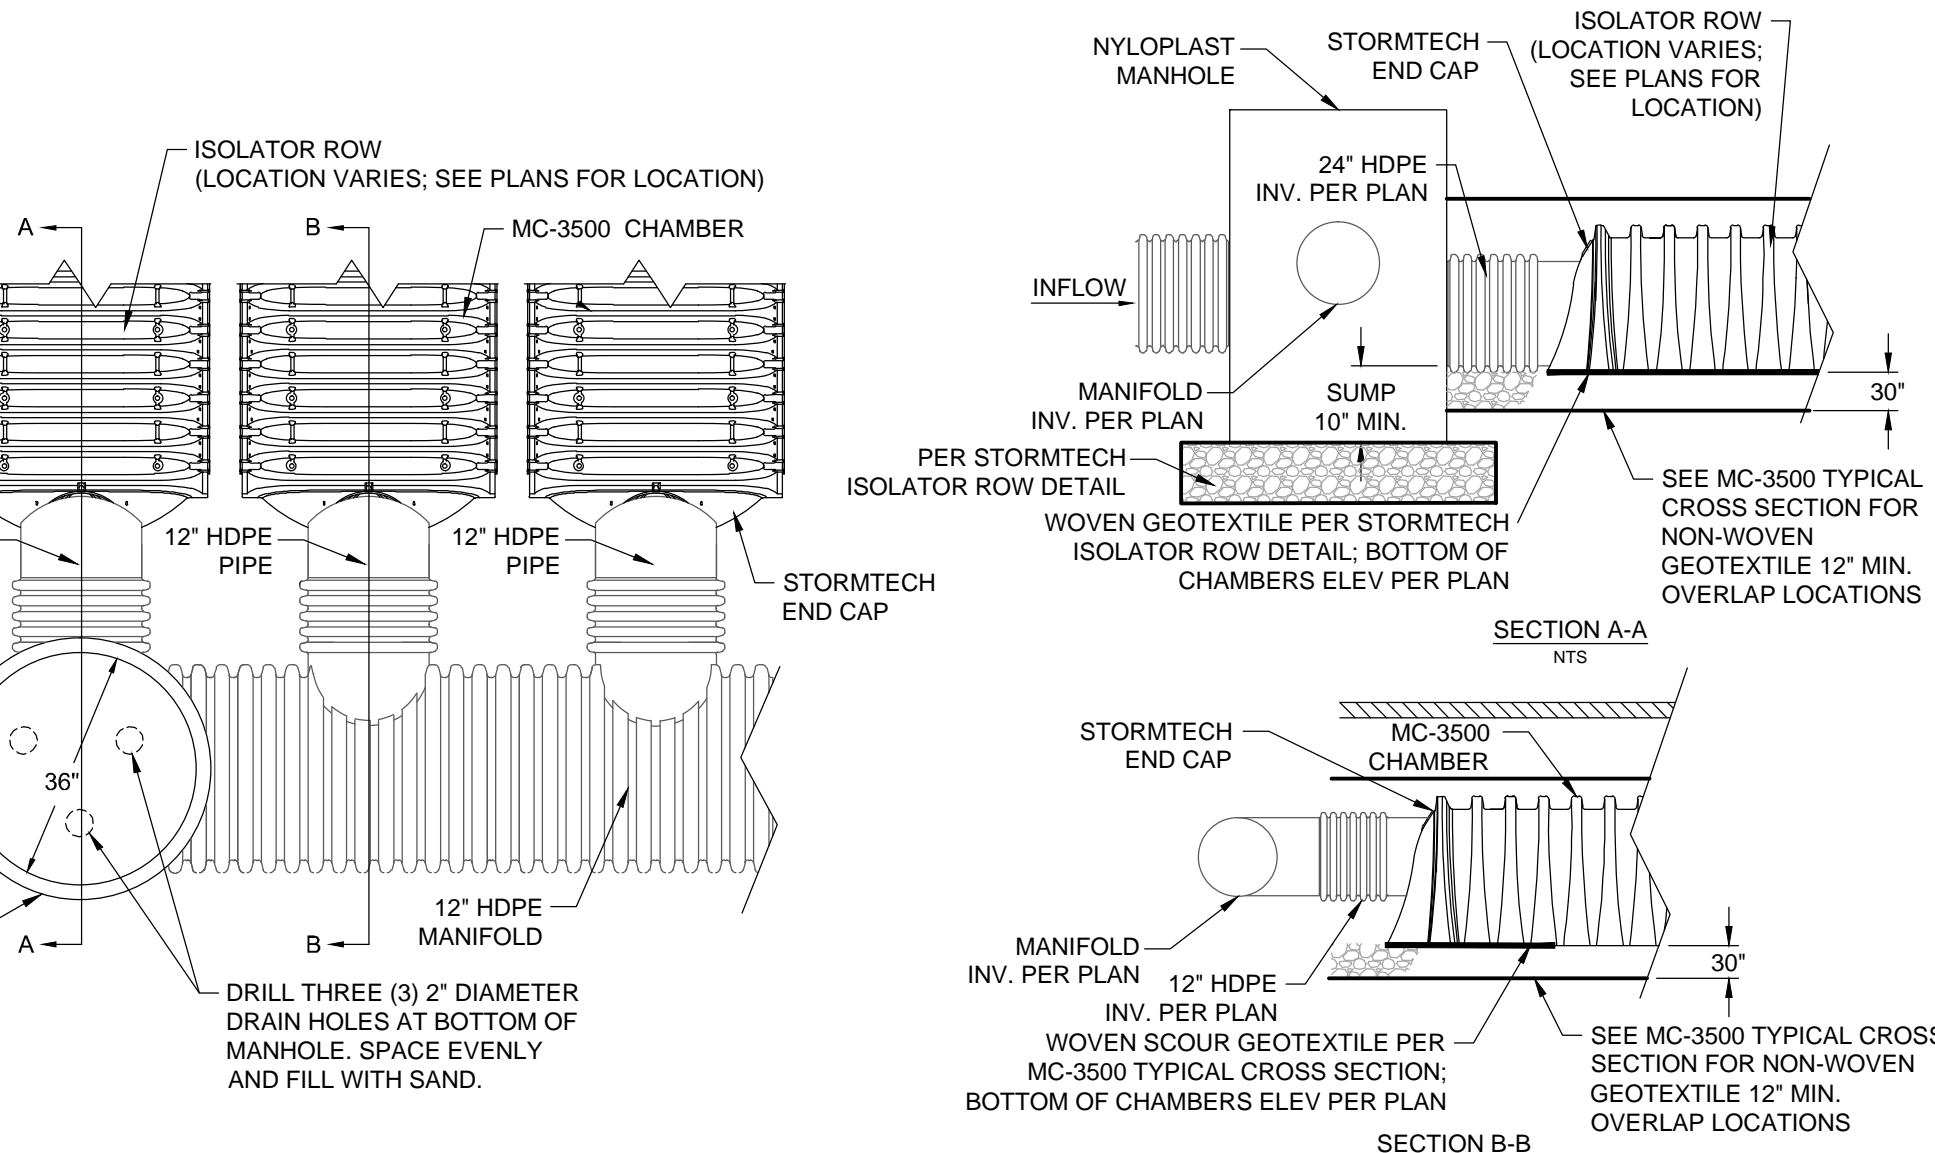 ISOLATOR ROW
(LOCATION VARIES; SEE PLANS FOR LOCATION)
A
B
MC-3500 CHAMBER
12" HDPE
PIPE
12" HDPE
PIPE
STORMTECH
END CAP
36"
12" HDPE
MANIFOLD
A
B
DRILL THREE (3) 2" DIAMETER
DRAIN HOLES AT BOTTOM OF
MANHOLE. SPACE EVENLY
AND FILL WITH SAND.
NYLOPLAST
MANHOLE
STORMTECH
END CAP
ISOLATOR ROW
(LOCATION VARIES;
SEE PLANS FOR
LOCATION)
24" HDPE
INV. PER PLAN
INFLOW
MANIFOLD
INV. PER PLAN
SUMP
10" MIN.
30"
PER STORMTECH
ISOLATOR ROW DETAIL
WOVEN GEOTEXTILE PER STORMTECH
ISOLATOR ROW DETAIL; BOTTOM OF
CHAMBERS ELEV PER PLAN
SEE MC-3500 TYPICAL
CROSS SECTION FOR
NON-WOVEN
GEOTEXTILE 12" MIN.
OVERLAP LOCATIONS
SECTION A-A
NTS
STORMTECH
END CAP
MC-3500
CHAMBER
MANIFOLD
INV. PER PLAN
12" HDPE
INV. PER PLAN
30"
WOVEN SCOUR GEOTEXTILE PER
MC-3500 TYPICAL CROSS SECTION;
BOTTOM OF CHAMBERS ELEV PER PLAN
SEE MC-3500 TYPICAL CROSS
SECTION FOR NON-WOVEN
GEOTEXTILE 12" MIN.
OVERLAP LOCATIONS
SECTION B-B